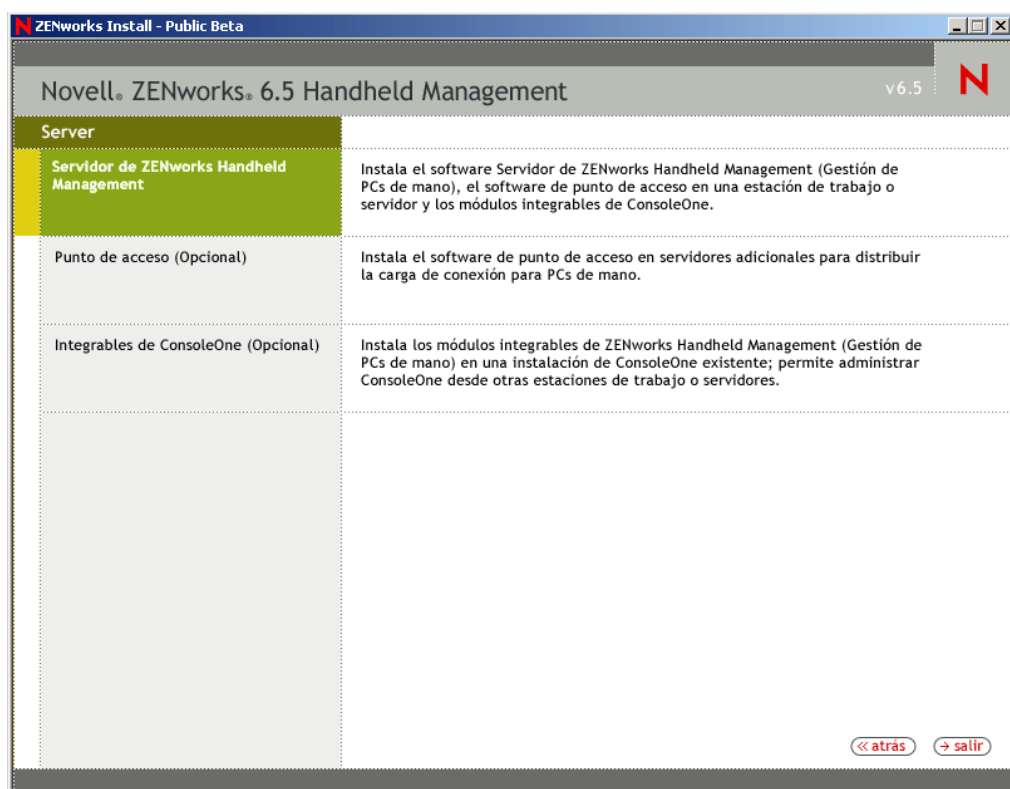 N ZENworks Install - Public Beta
Novell® ZENworks® 6.5 Handheld Management
v6.5
N
Server
Servidor de ZENworks Handheld
Management
Instala el software Servidor de ZENworks Handheld Management (Gestión de
PCs de mano), el software de punto de acceso en una estación de trabajo o
servidor y los módulos integrables de ConsoleOne.
Punto de acceso (Opcional)
Instala el software de punto de acceso en servidores adicionales para distribuir
la carga de conexión para PCs de mano.
Integrables de ConsoleOne (Opcional)
Instala los módulos integrables de ZENworks Handheld Management (Gestión de
PCs de mano) en una instalación de ConsoleOne existente; permite administrar
ConsoleOne desde otras estaciones de trabajo o servidores.
« atrás
→ salir